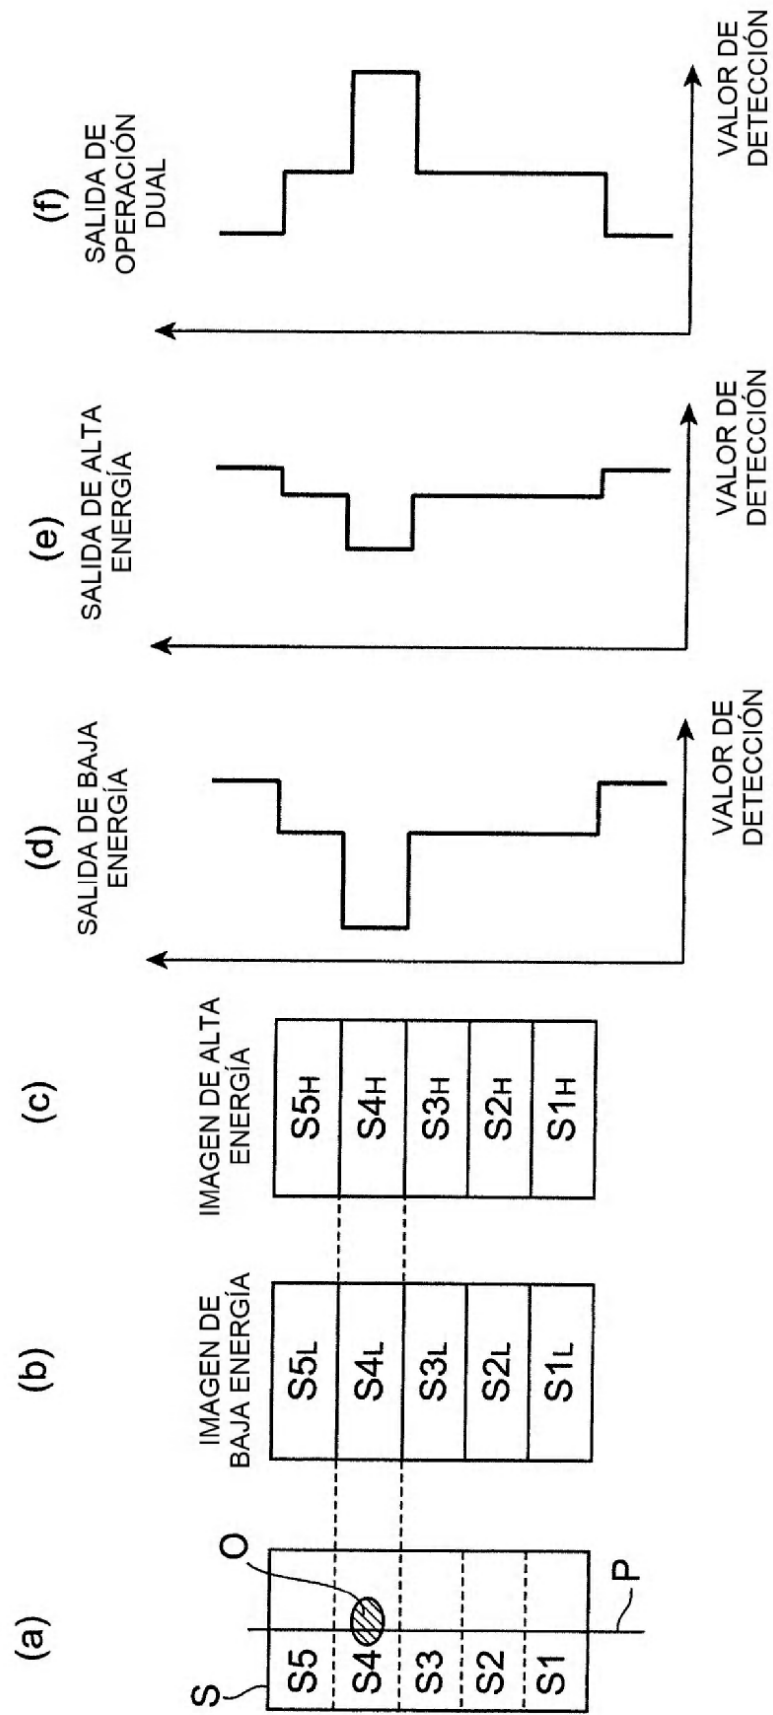 (a)
S
O
S5
S4
S3
S2
S1
P
(b)
IMAGEN DE
BAJA ENERGÍA
S5L
S4L
S3L
S2L
S1L
(c)
IMAGEN DE ALTA
ENERGÍA
S5H
S4H
S3H
S2H
S1H
(d)
SALIDA DE BAJA
ENERGÍA
VALOR DE
DETECCIÓN
(e)
SALIDA DE ALTA
ENERGÍA
VALOR DE
DETECCIÓN
(f)
SALIDA DE
OPERACIÓN
DUAL
VALOR DE
DETECCIÓN